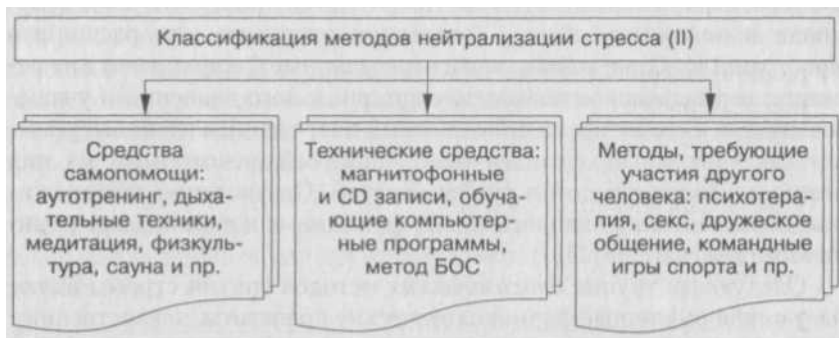 Классификация методов нейтрализации стресса (II)
Средства
самопомощи:
аутотренинг, дыха-
тельные техники,
медитация, физкуль-
тура, сауна и пр.
Технические средства:
магнитофонные
и CD записи, обуча-
ющие компьютер-
ные программы,
метод БОС
Методы, требующие
участия другого
человека: психотера-
пия, секс, дружеское
общение, командные
игры спорта и пр.